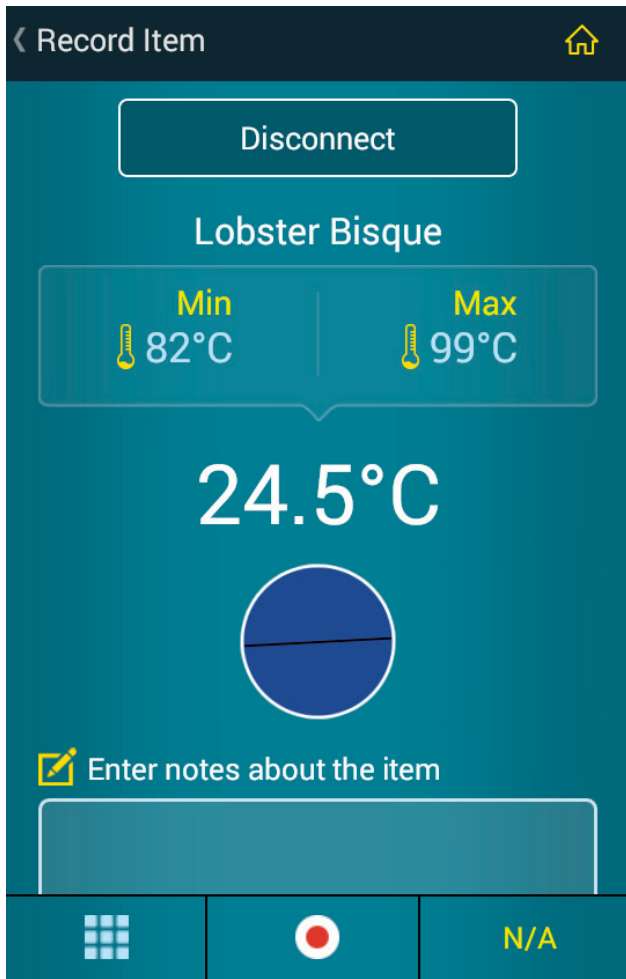 Record Item
Disconnect
Lobster Bisque
Min Max
82°C 99°C
24.5°C
Enter notes about the item
N/A